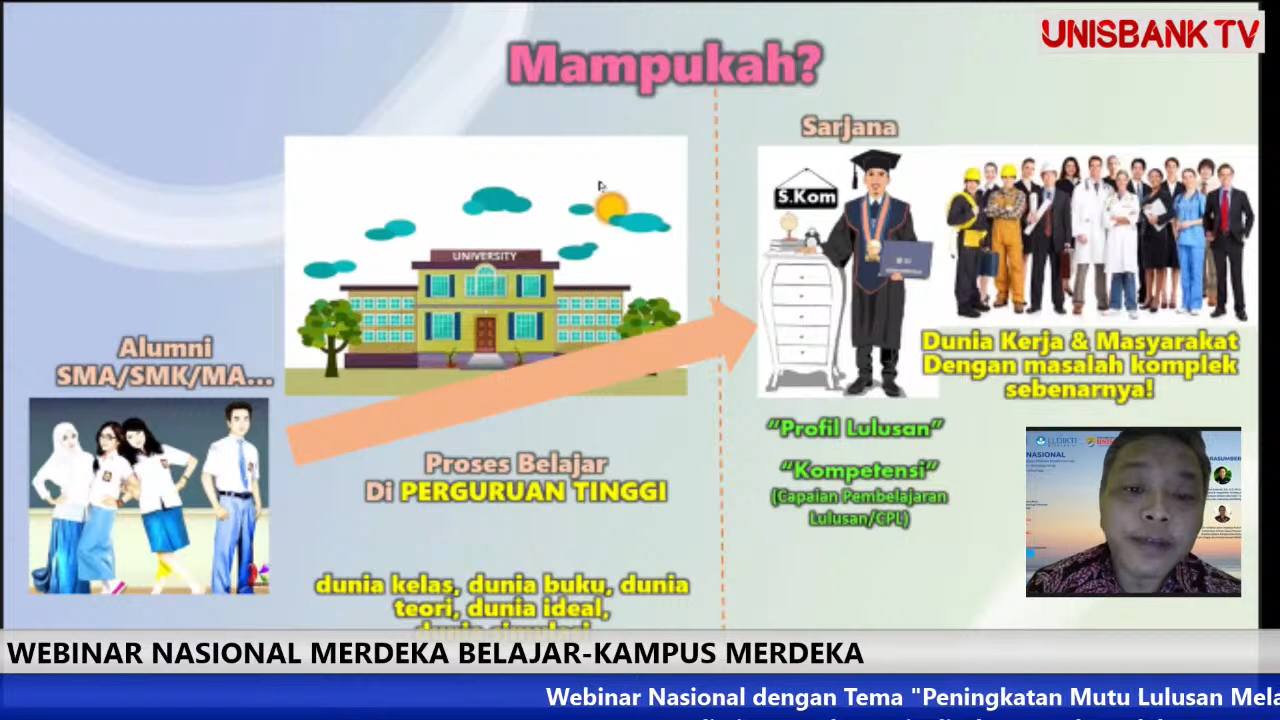 UNISBANK TV
Mampukah?
Sarjana
S.Kom
UNIVERSITY
Alumni
SMA/SMK/MA...
Dunia Kerja & Masyarakat
Dengan masalah komplek
sebenarnya!
"Profil Lulusan"
"Kompetensi"
(Capaian Pembelajaran
Lulusan/CPL)
Proses Belajar
Di PERGURUAN TINGGI
dunia kelas, dunia buku, dunia
teori, dunia ideal,
LLDIKTI
NASIONAL
WEBINAR NASIONAL MERDEKA BELAJAR-KAMPUS MERDEKA
Webinar Nasional dengan Tema "Peningkatan Mutu Lulusan Mela